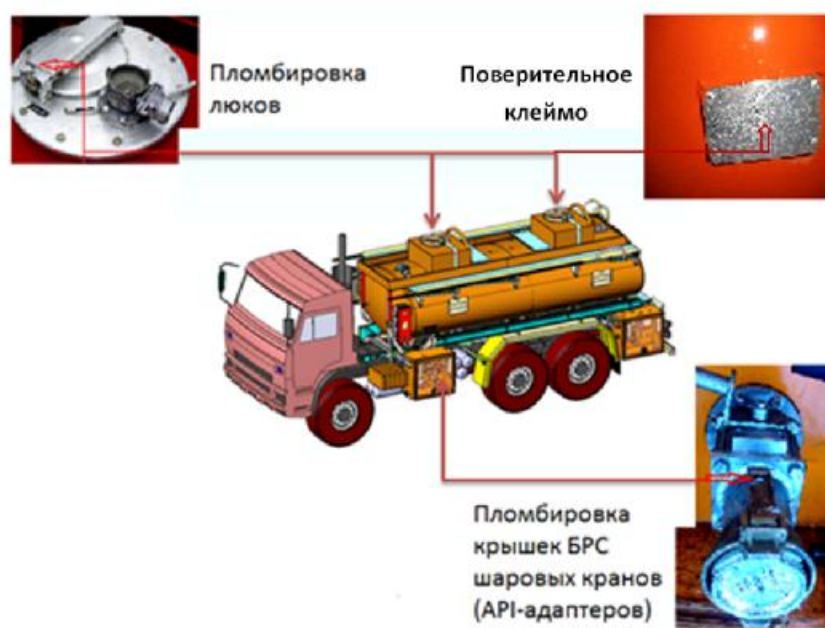 Пломбировка
люков
Поверительное
клеймо
Пломбировка
крышек БРС
шаровых кранов
(API-адаптеров)